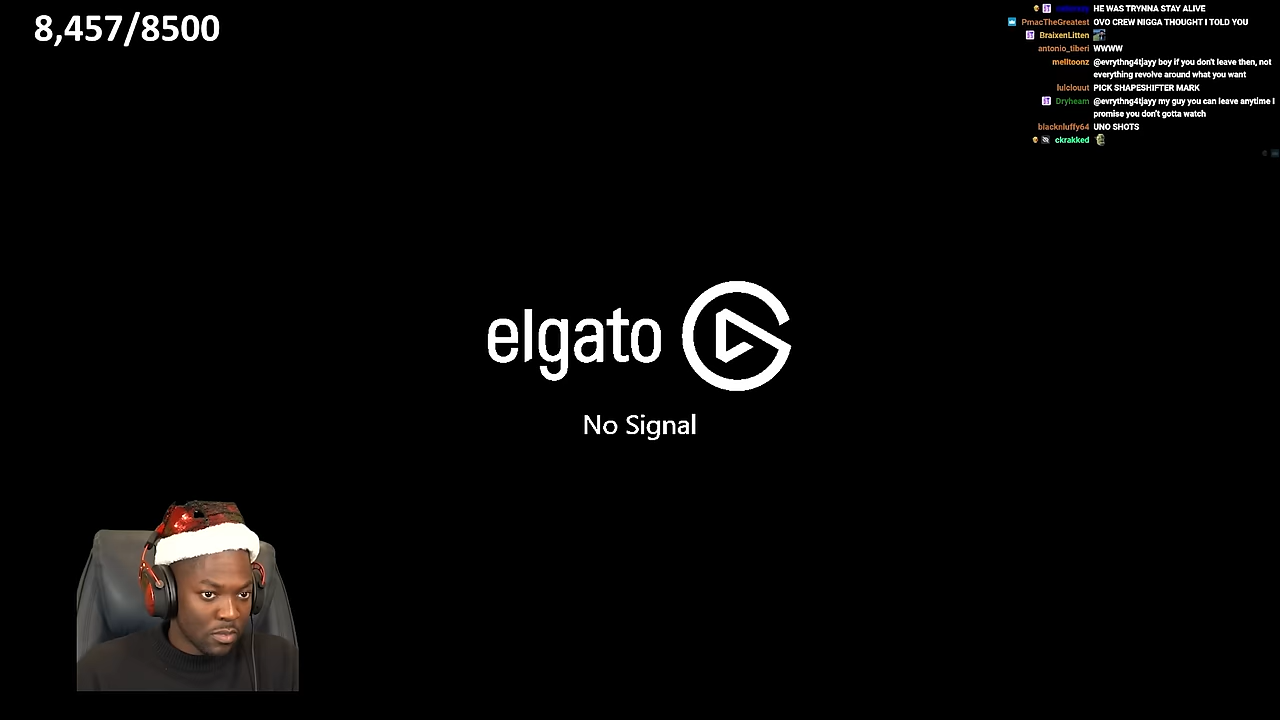 8,457/8500
HE WAS TRYNNA STAY ALIVE
PmacTheGreatest OVO CREW NIGGA THOUGHT I TOLD YOU
BraixenLitten
antonio_tiberi WWWW
melltoonz @evrythng4tjayy boy if you don't leave then, not
everything revolve around what you want
lulclouut PICK SHAPESHIFTER MARK
Dryheam @evrythng4tjayy my guy you can leave anytime I
promise you don't gotta watch
blacknluffy64 UNO SHOTS
ckrakked
elgato
No Signal